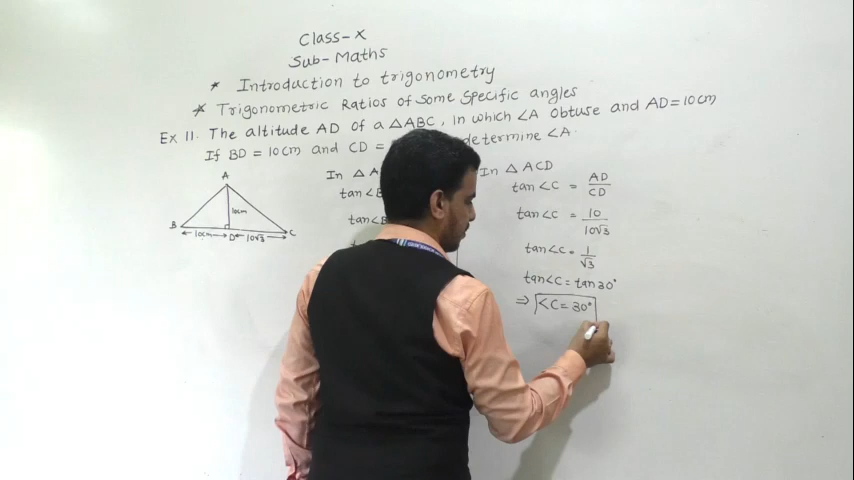 Class-X
Sub-Maths
* Introduction to trigonometry
* Trigonometric Ratios of Some Specific angles
Ex 11. The altitude AD of a △ABC, in which ∠A obtuse and AD=10cm
If BD = 10cm and CD = determine ∠A.
A
10cm
B
D
C
10cm
10√3
In △
tan∠B
tan∠B
In △ ACD
tan∠C = AD/CD
tan∠C = 10/10√3
tan∠C = 1/√3
tan∠C = tan30°
⇒ ∠C = 30°